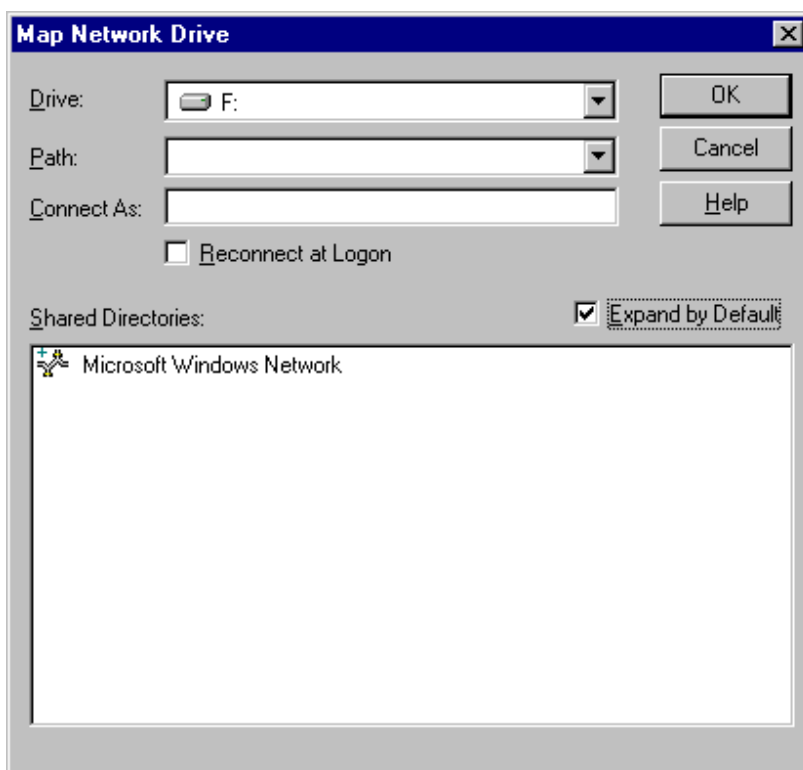 Map Network Drive
Drive:
F:
OK
Path:
Cancel
Connect As:
Help
Reconnect at Logon
Shared Directories:
Expand by Default
Microsoft Windows Network